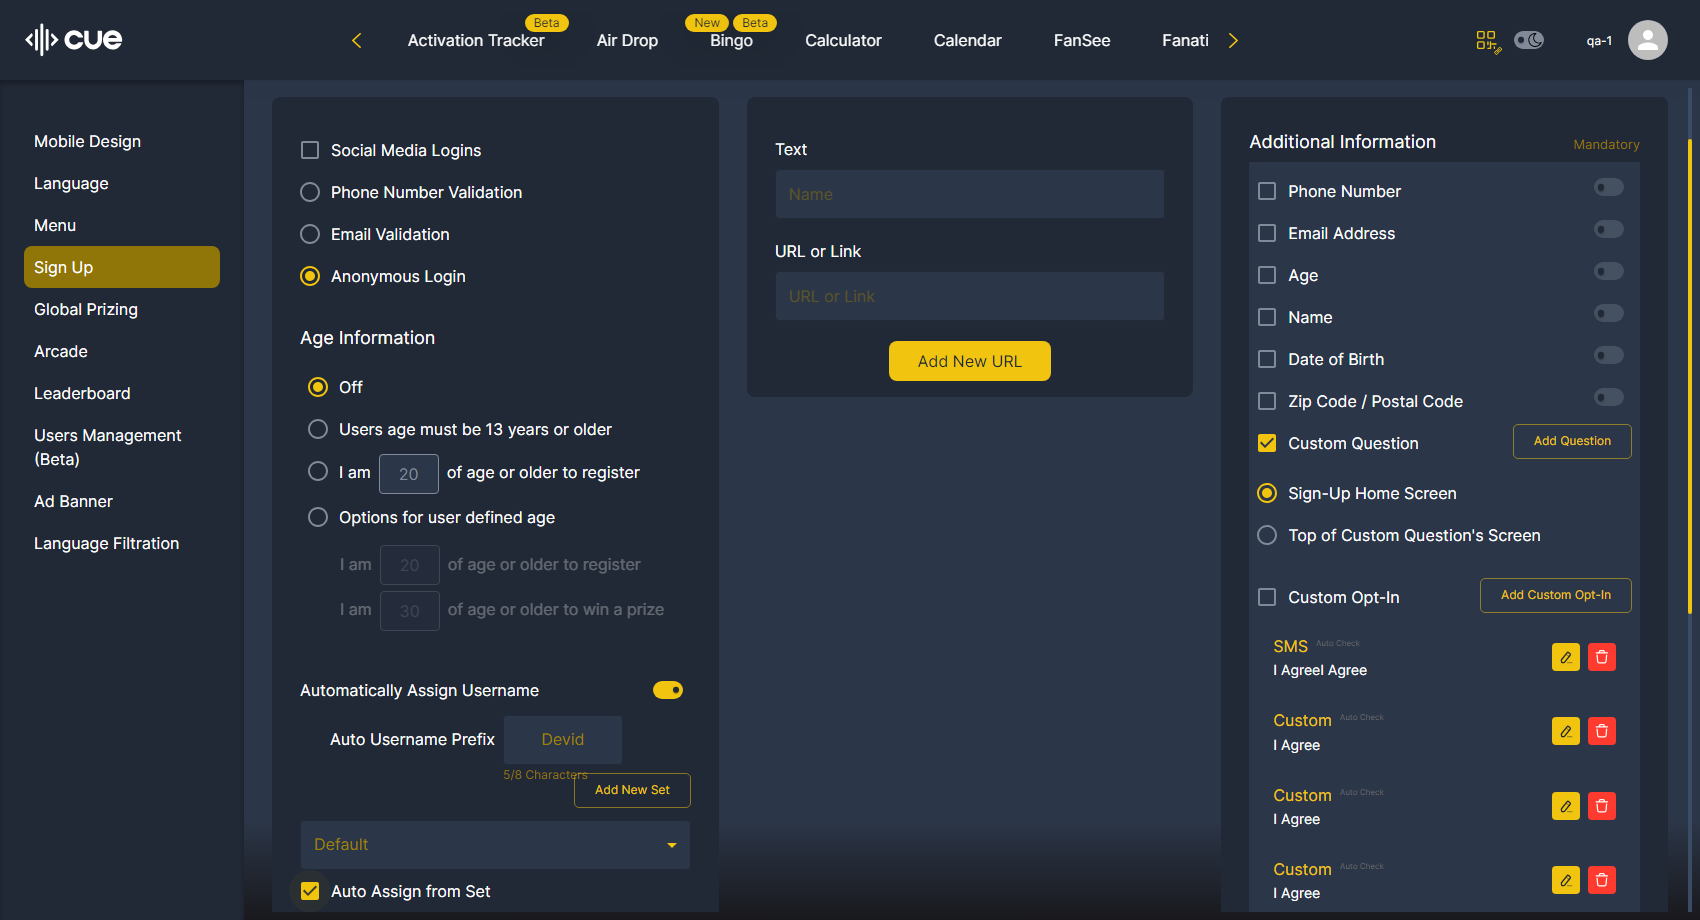 cue
Beta
New
Beta
Activation Tracker
Air Drop
Bingo
Calculator
Calendar
FanSee
Fanati
qa-1
Mobile Design
Language
Menu
Sign Up
Global Prizing
Arcade
Leaderboard
Users Management
(Beta)
Ad Banner
Language Filtration
Social Media Logins
Phone Number Validation
Email Validation
Anonymous Login
Age Information
Off
Users age must be 13 years or older
I am 20 of age or older to register
Options for user defined age
I am 20 of age or older to register
I am 30 of age or older to win a prize
Automatically Assign Username
Auto Username Prefix Devid
5/8 Characters
Add New Set
Default
Auto Assign from Set
Text
Name
URL or Link
URL or Link
Add New URL
Additional Information
Mandatory
Phone Number
Email Address
Age
Name
Date of Birth
Zip Code / Postal Code
Custom Question
Add Question
Sign-Up Home Screen
Top of Custom Question's Screen
Custom Opt-In
Add Custom Opt-In
SMS Auto Check
I AgreeI Agree
Custom Auto Check
I Agree
Custom Auto Check
I Agree
Custom Auto Check
I Agree